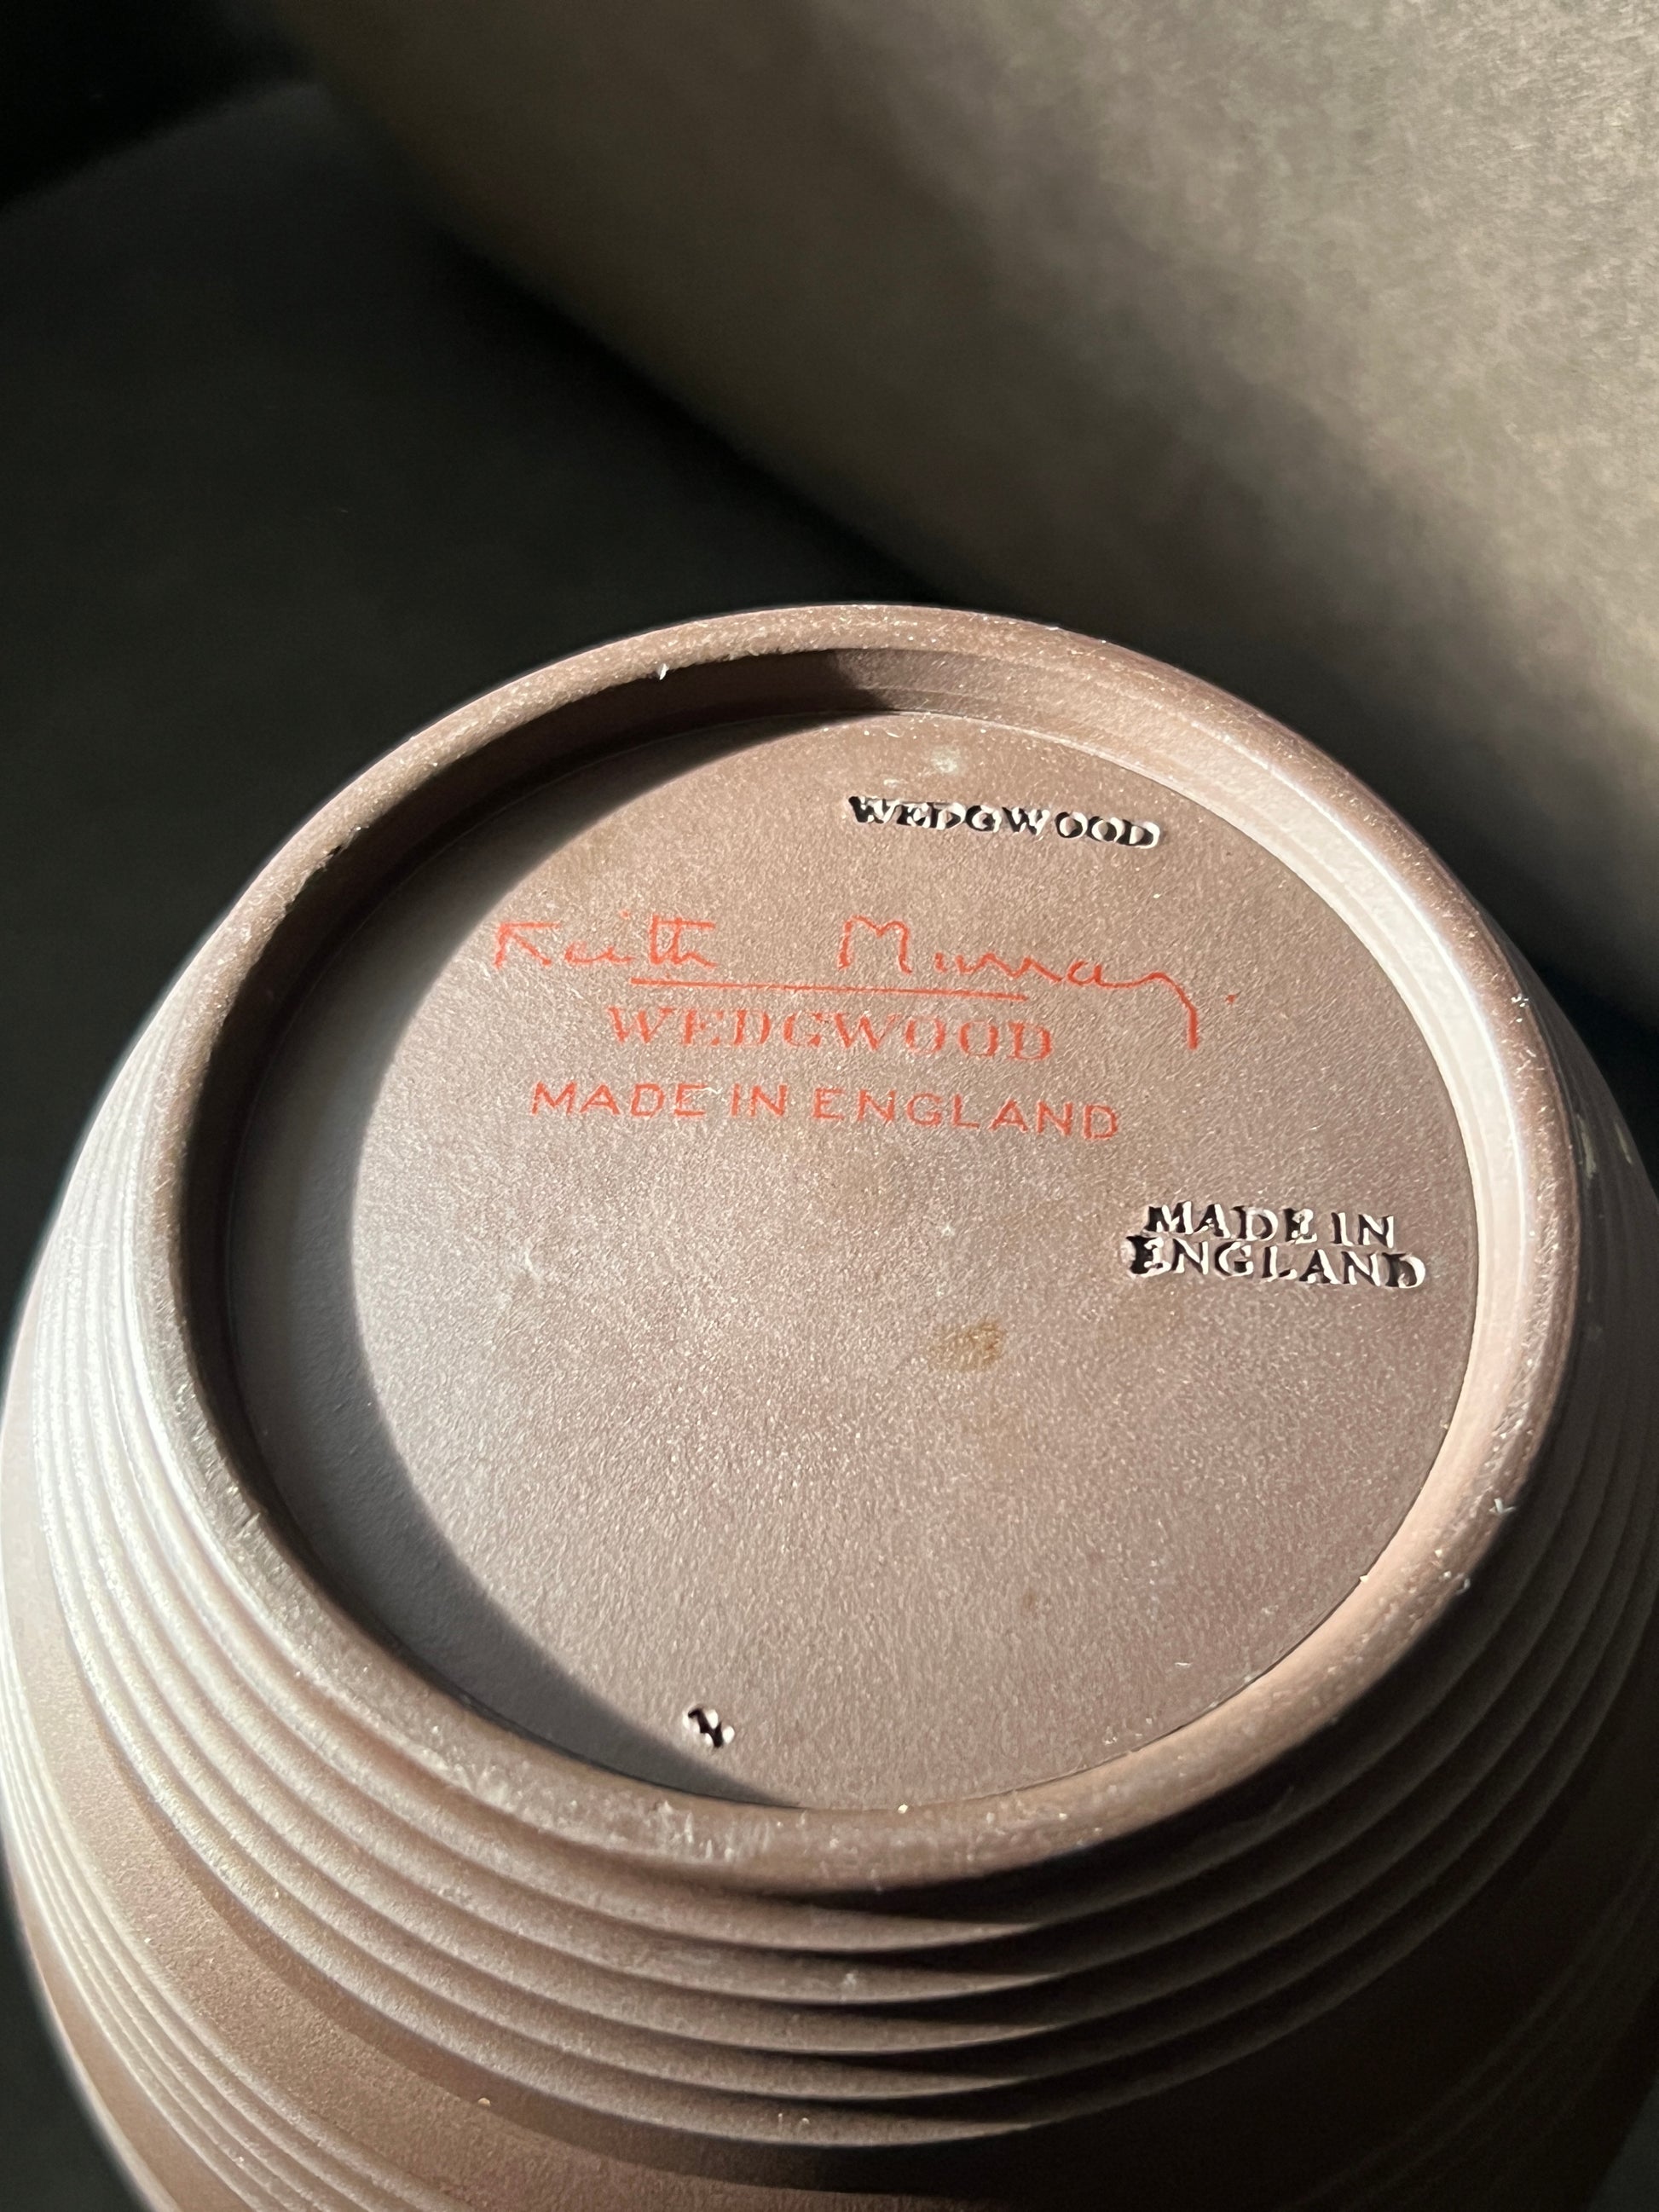 WEDGWOOD
Keith Murray.
WEDGWOOD
MADE IN ENGLAND
MADE IN
ENGLAND